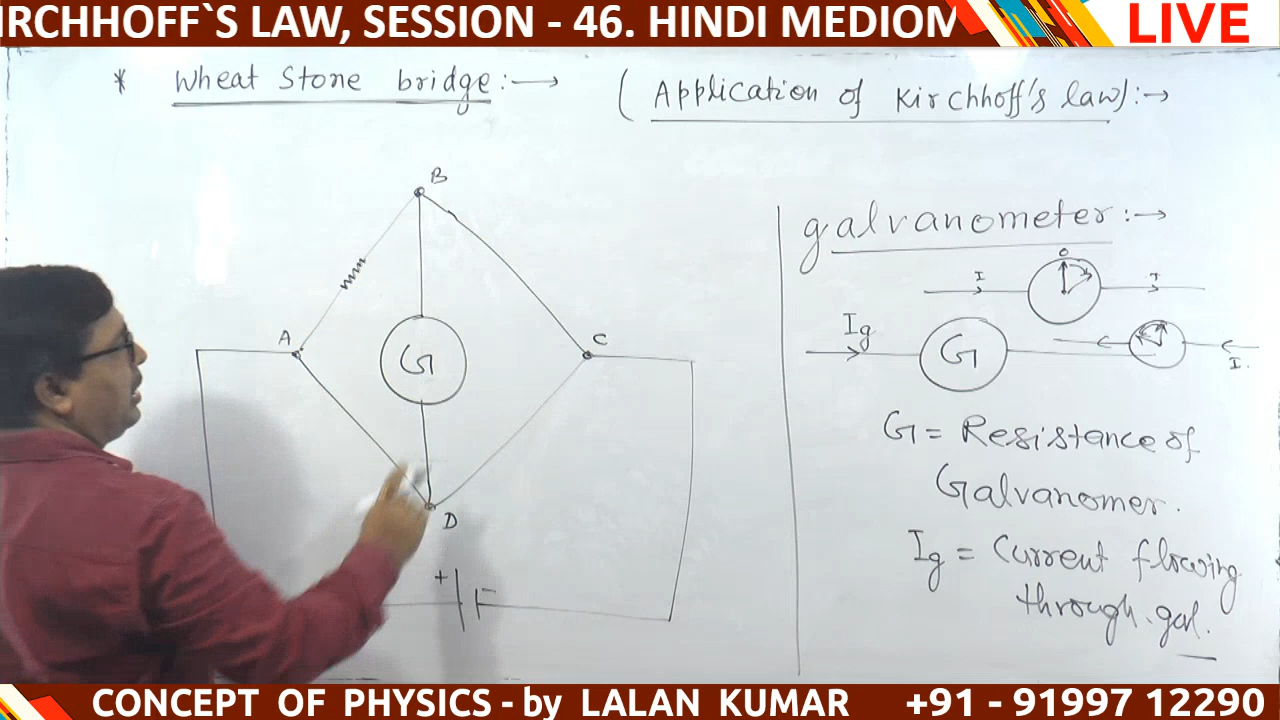 IRCHHOFF`S LAW, SESSION - 46. HINDI MEDIOM
LIVE
* Wheat Stone bridge:→ (Application of Kirchhoff's law):→
B
A
C
G
D
+ -
galvanometer:→
0
I
I
Ig
G
I.
G = Resistance of
Galvanomer.
Ig = Current flowing
through gal.
CONCEPT OF PHYSICS - by LALAN KUMAR +91 - 91997 12290